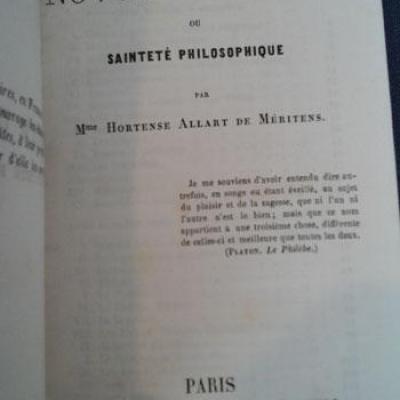 OU
SAINTETÉ PHILOSOPHIQUE
PAR
Mme HORTENSE ALLART DE MÉRITENS.
Je me souviens d'avoir entendu dire au-
trefois, en songe ou étant éveillé, au sujet
du plaisir et de la sagesse, que ni l'un ni
l'autre n'est le bien; mais que ce nom
appartient à une troisième chose, différente
de celles-ci et meilleure que toutes les deux.
(PLATON. Le Philèbe.)
PARIS